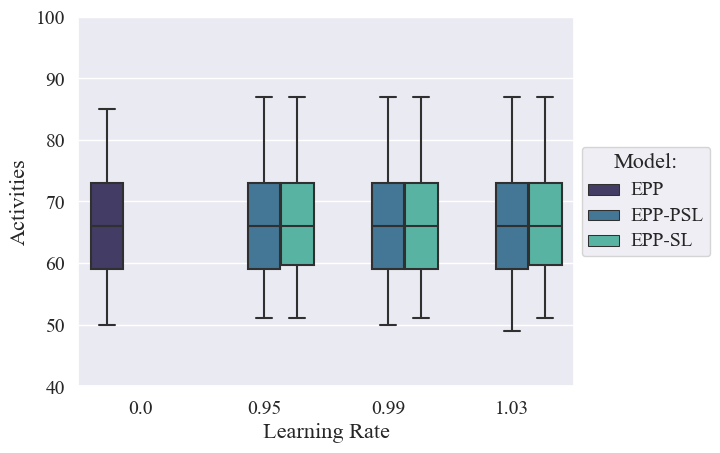 100
90
80
70
60
50
40
Activities
0.0
0.95
0.99
1.03
Learning Rate
Model:
EPP
EPP-PSL
EPP-SL